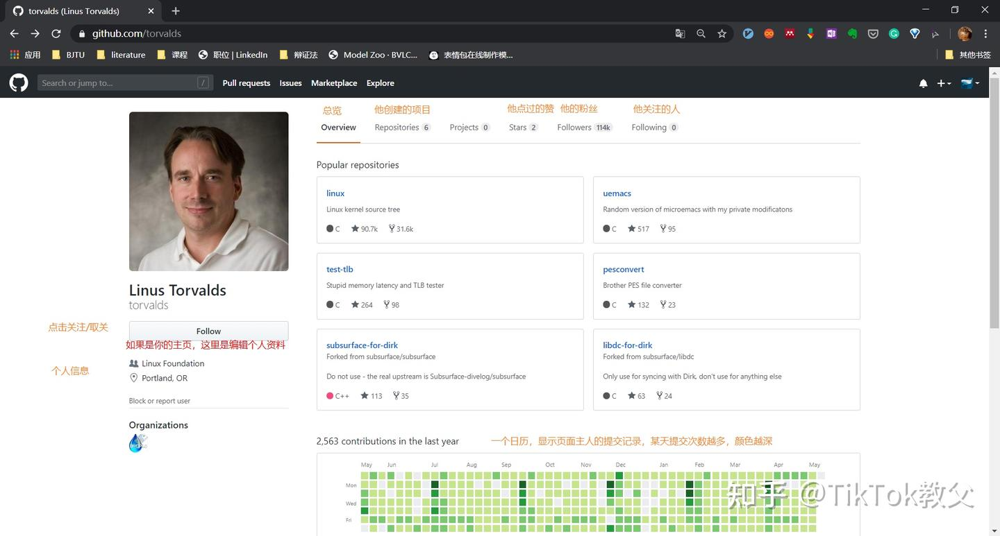 torvalds (Linus Torvalds)
github.com/torvalds
应用 BJTU literature 课程 职位 | LinkedIn 辩证法 Model Zoo · BVLC... 表情包在线制作模... 其他书签
Search or jump to... / Pull requests Issues Marketplace Explore
总览 他创建的项目 他点过的赞 他的粉丝 他关注的人
Overview Repositories 6 Projects 0 Stars 2 Followers 114k Following 0
Popular repositories
linux
Linux kernel source tree
C 90.7k 31.6k
uemacs
Random version of microemacs with my private modificatons
C 517 95
test-tlb
Stupid memory latency and TLB tester
C 264 98
pesconvert
Brother PES file converter
C 132 23
subsurface-for-dirk
Forked from subsurface/subsurface
Do not use - the real upstream is Subsurface-divelog/subsurface
C++ 113 35
libdc-for-dirk
Forked from subsurface/libdc
Only use for syncing with Dirk, don't use for anything else
C 63 24
Linus Torvalds
torvalds
点击关注/取关 Follow
如果是你的主页，这里是编辑个人资料
个人信息
Linux Foundation
Portland, OR
Block or report user
Organizations
2,563 contributions in the last year 一个日历，显示页面主人的提交记录，某天提交次数越多，颜色越深
May Jun Jul Aug Sep Oct Nov Dec Jan Feb Mar Apr May
Mon
Wed
Fri
知乎 @TikTok教父